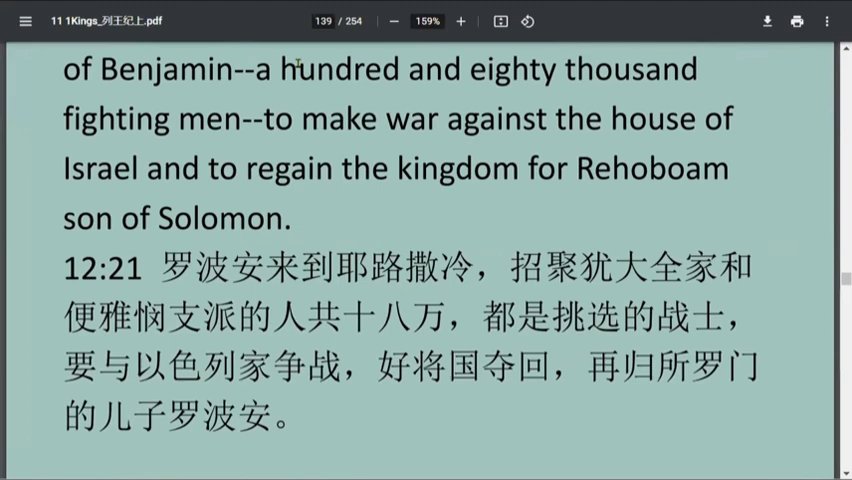 11 1Kings_列王纪上.pdf
139 / 254
159%
of Benjamin--a hundred and eighty thousand
fighting men--to make war against the house of
Israel and to regain the kingdom for Rehoboam
son of Solomon.
12:21 罗波安来到耶路撒冷，招聚犹大全家和
便雅悯支派的人共十八万，都是挑选的战士，
要与以色列家争战，好将国夺回，再归所罗门
的儿子罗波安。